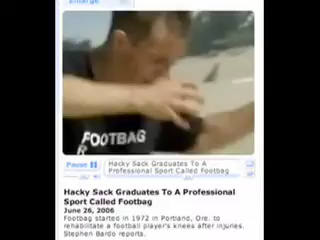 Enlarge
FOOTBAG
Pause
Hacky Sack Graduates To A
Professional Sport Called Footbag
Hacky Sack Graduates To A Professional
Sport Called Footbag
June 26, 2006
Footbag started in 1972 in Portland, Ore. to
rehabilitate a football player's knees after injuries.
Stephen Bardo reports.